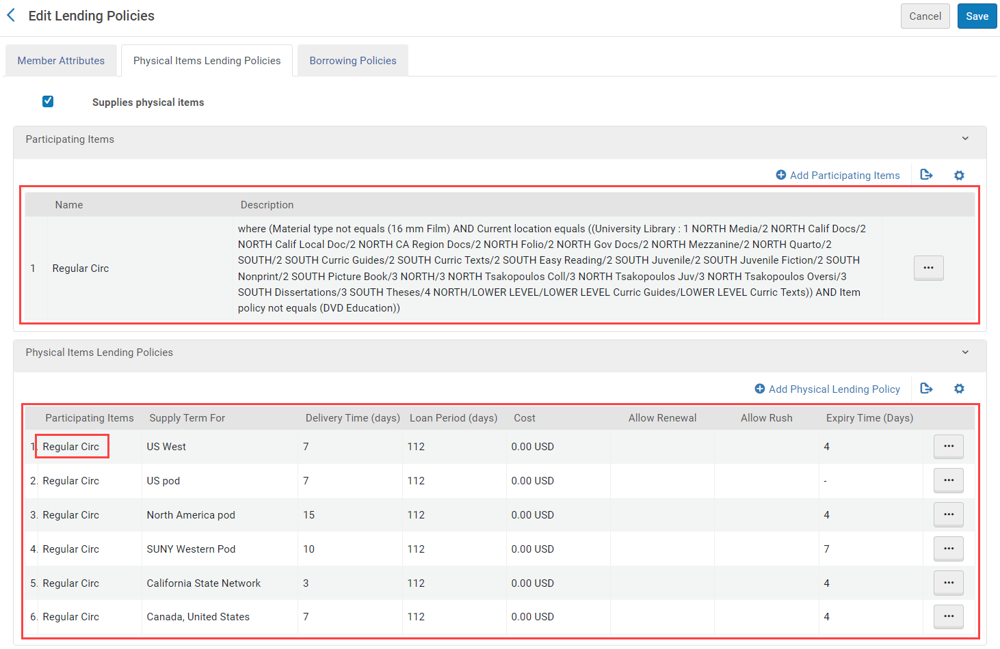 Edit Lending Policies
Cancel
Save
Member Attributes
Physical Items Lending Policies
Borrowing Policies
Supplies physical items
Participating Items
Add Participating Items
Name Description
where (Material type not equals (16 mm Film) AND Current location equals ((University Library : 1 NORTH Media/2 NORTH Calif Docs/2
NORTH Calif Local Doc/2 NORTH CA Region Docs/2 NORTH Folio/2 NORTH Gov Docs/2 NORTH Mezzanine/2 NORTH Quarto/2
SOUTH/2 SOUTH Curric Guides/2 SOUTH Curric Texts/2 SOUTH Easy Reading/2 SOUTH Juvenile/2 SOUTH Juvenile Fiction/2 SOUTH
1 Regular Circ
Nonprint/2 SOUTH Picture Book/3 NORTH/3 NORTH Tsakopoulos Coll/3 NORTH Tsakopoulos Juv/3 NORTH Tsakopoulos Oversi/3
SOUTH Dissertations/3 SOUTH Theses/4 NORTH/LOWER LEVEL/LOWER LEVEL Curric Guides/LOWER LEVEL Curric Texts)) AND Item
policy not equals (DVD Education))
Physical Items Lending Policies
Add Physical Lending Policy
Participating Items Supply Term For Delivery Time (days) Loan Period (days) Cost Allow Renewal Allow Rush Expiry Time (Days)
1. Regular Circ US West 7 112 0.00 USD 4
2. Regular Circ US pod 7 112 0.00 USD -
3. Regular Circ North America pod 15 112 0.00 USD 4
4. Regular Circ SUNY Western Pod 10 112 0.00 USD 7
5. Regular Circ California State Network 3 112 0.00 USD 4
6. Regular Circ Canada, United States 7 112 0.00 USD 4